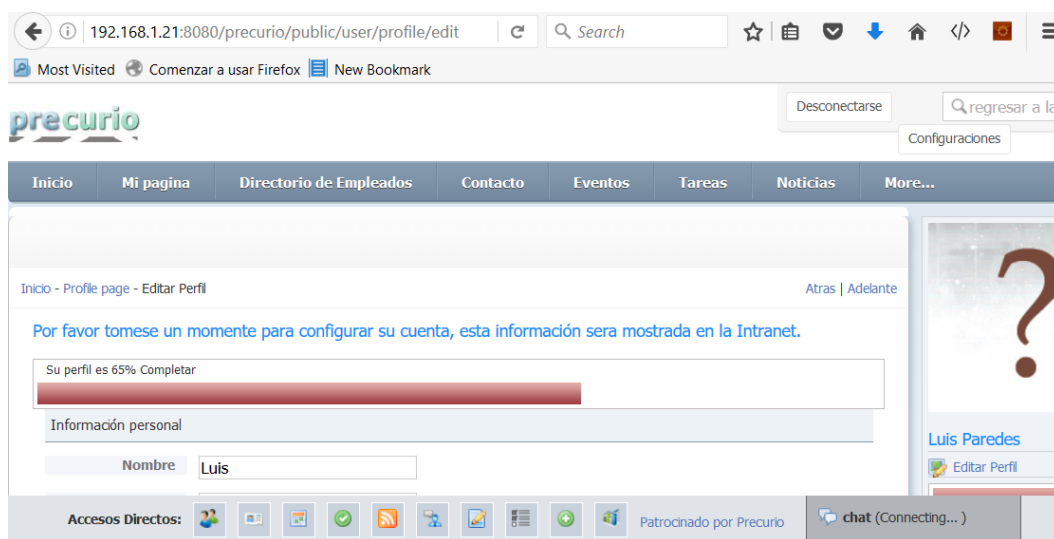 192.168.1.21:8080/precurio/public/user/profile/edit
Search
Most Visited Comenzar a usar Firefox New Bookmark
precurio
Desconectarse
regresar a la
Configuraciones
Inicio Mi pagina Directorio de Empleados Contacto Eventos Tareas Noticias More...
Inicio - Profile page - Editar Perfil
Atras | Adelante
Por favor tomese un momente para configurar su cuenta, esta información sera mostrada en la Intranet.
Su perfil es 65% Completar
Información personal
Nombre Luis
Luis Paredes
Editar Perfil
Accesos Directos:
Patrocinado por Precurio
chat (Connecting... )